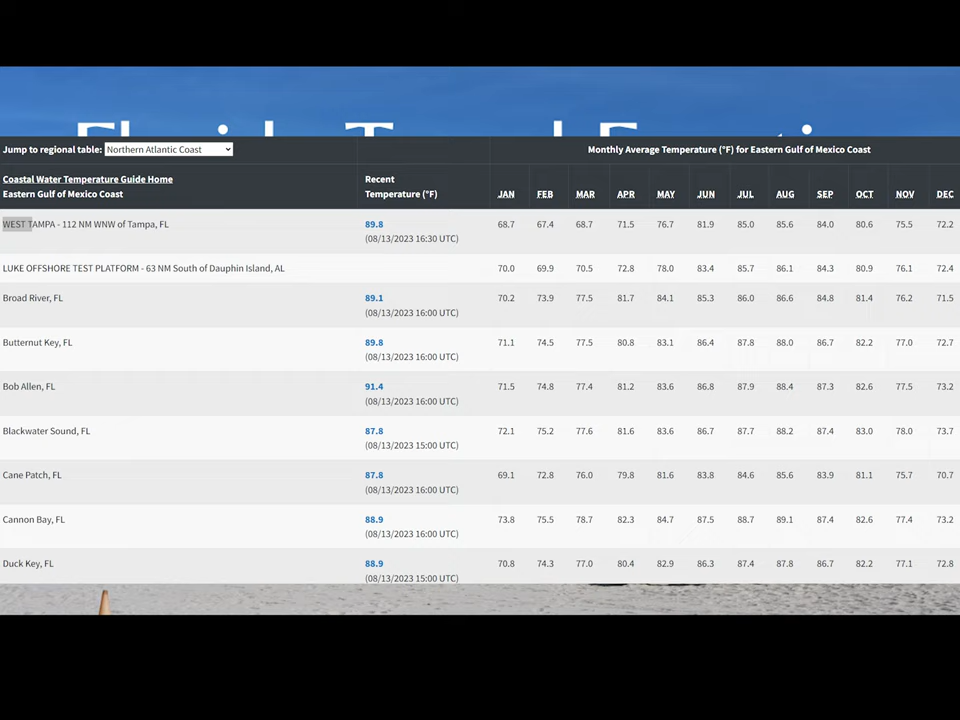 Jump to regional table: Northern Atlantic Coast
Monthly Average Temperature (°F) for Eastern Gulf of Mexico Coast
Coastal Water Temperature Guide Home
Eastern Gulf of Mexico Coast
Recent
Temperature (°F)
JAN FEB MAR APR MAY JUN JUL AUG SEP OCT NOV DEC
WEST TAMPA - 112 NM WNW of Tampa, FL 89.8 68.7 67.4 68.7 71.5 76.7 81.9 85.0 85.6 84.0 80.6 75.5 72.2
(08/13/2023 16:30 UTC)
LUKE OFFSHORE TEST PLATFORM - 63 NM South of Dauphin Island, AL 70.0 69.9 70.5 72.8 78.0 83.4 85.7 86.1 84.3 80.9 76.1 72.4
Broad River, FL 89.1 70.2 73.9 77.5 81.7 84.1 85.3 86.0 86.6 84.8 81.4 76.2 71.5
(08/13/2023 16:00 UTC)
Butternut Key, FL 89.8 71.1 74.5 77.5 80.8 83.1 86.4 87.8 88.0 86.7 82.2 77.0 72.7
(08/13/2023 16:00 UTC)
Bob Allen, FL 91.4 71.5 74.8 77.4 81.2 83.6 86.8 87.9 88.4 87.3 82.6 77.5 73.2
(08/13/2023 16:00 UTC)
Blackwater Sound, FL 87.8 72.1 75.2 77.6 81.6 83.6 86.7 87.7 88.2 87.4 83.0 78.0 73.7
(08/13/2023 15:00 UTC)
Cane Patch, FL 87.8 69.1 72.8 76.0 79.8 81.6 83.8 84.6 85.6 83.9 81.1 75.7 70.7
(08/13/2023 16:00 UTC)
Cannon Bay, FL 88.9 73.8 75.5 78.7 82.3 84.7 87.5 88.7 89.1 87.4 82.6 77.4 73.2
(08/13/2023 16:00 UTC)
Duck Key, FL 88.9 70.8 74.3 77.0 80.4 82.9 86.3 87.4 87.8 86.7 82.2 77.1 72.8
(08/13/2023 15:00 UTC)